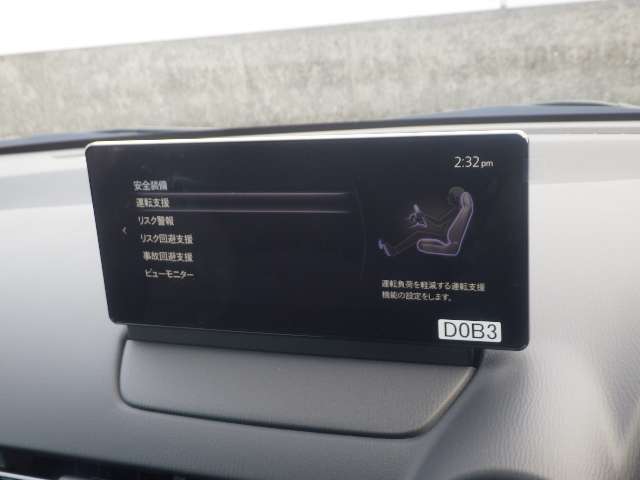 2:32 pm
安全装備
運転支援
リスク警報
リスク回避支援
事故回避支援
ビューモニター
運転負荷を軽減する運転支援
機能の設定をします。
D0B3